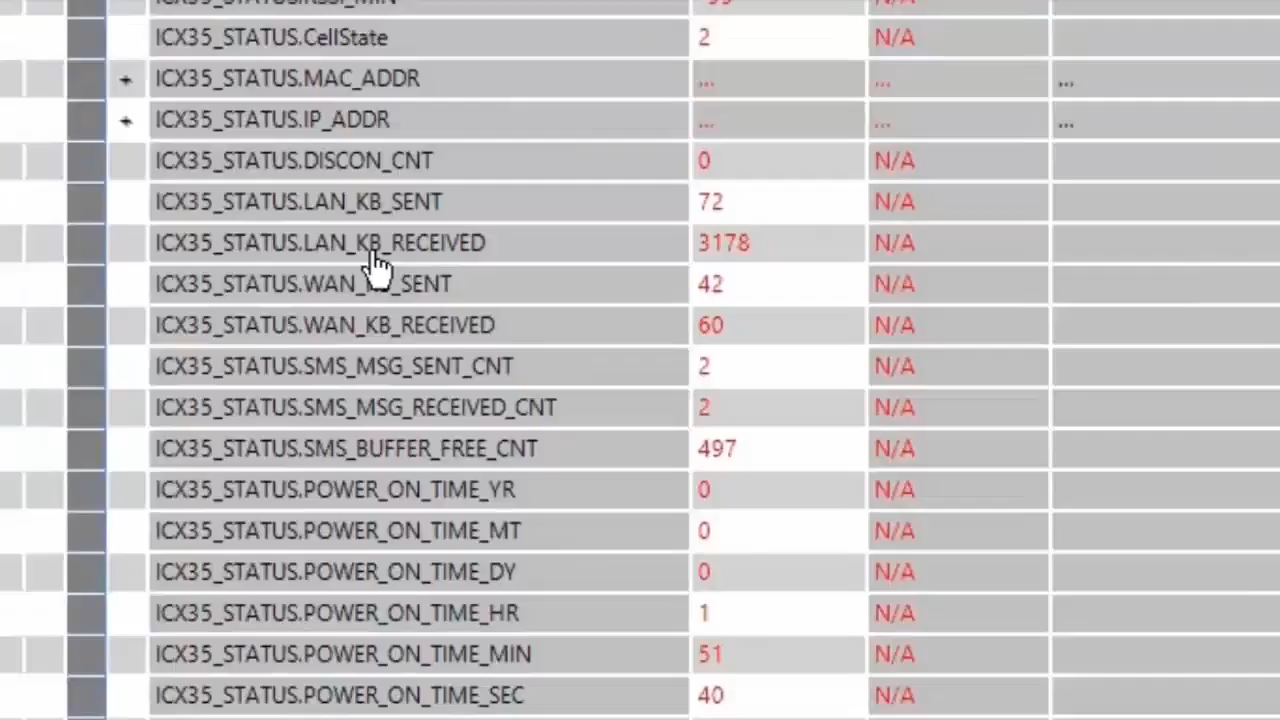 ICX35_STATUS.CellState 2 N/A
ICX35_STATUS.MAC_ADDR ... ... ...
ICX35_STATUS.IP_ADDR ... ... ...
ICX35_STATUS.DISCON_CNT 0 N/A
ICX35_STATUS.LAN_KB_SENT 72 N/A
ICX35_STATUS.LAN_KB_RECEIVED 3178 N/A
ICX35_STATUS.WAN_KB_SENT 42 N/A
ICX35_STATUS.WAN_KB_RECEIVED 60 N/A
ICX35_STATUS.SMS_MSG_SENT_CNT 2 N/A
ICX35_STATUS.SMS_MSG_RECEIVED_CNT 2 N/A
ICX35_STATUS.SMS_BUFFER_FREE_CNT 497 N/A
ICX35_STATUS.POWER_ON_TIME_YR 0 N/A
ICX35_STATUS.POWER_ON_TIME_MT 0 N/A
ICX35_STATUS.POWER_ON_TIME_DY 0 N/A
ICX35_STATUS.POWER_ON_TIME_HR 1 N/A
ICX35_STATUS.POWER_ON_TIME_MIN 51 N/A
ICX35_STATUS.POWER_ON_TIME_SEC 40 N/A